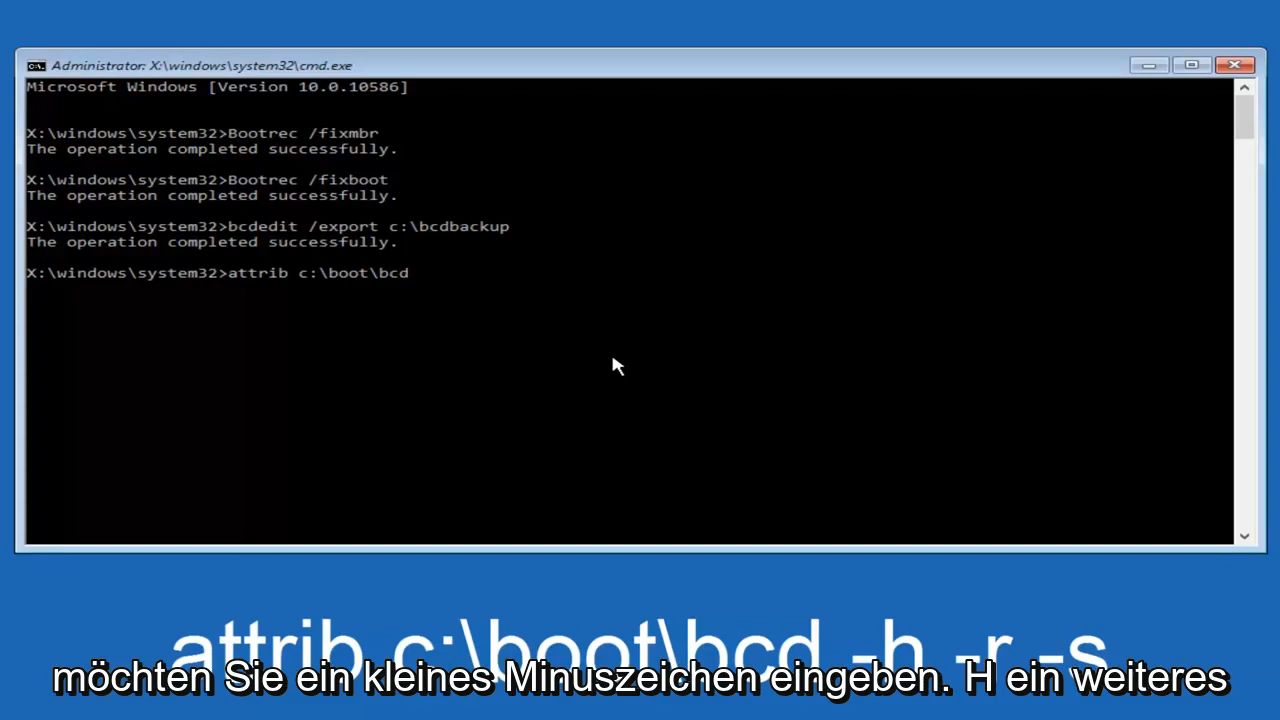 Administrator: X:\windows\system32\cmd.exe
Microsoft Windows [Version 10.0.10586]
X:\windows\system32>Bootrec /fixmbr
The operation completed successfully.
X:\windows\system32>Bootrec /fixboot
The operation completed successfully.
X:\windows\system32>bcdedit /export c:\bcdbackup
The operation completed successfully.
X:\windows\system32>attrib c:\boot\bcd
attrib c:\boot\bcd -h -r -s
möchten Sie ein kleines Minuszeichen eingeben. H ein weiteres